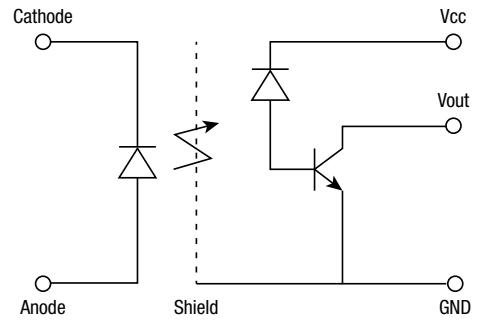 Cathode
Vcc
Vout
Anode
Shield
GND